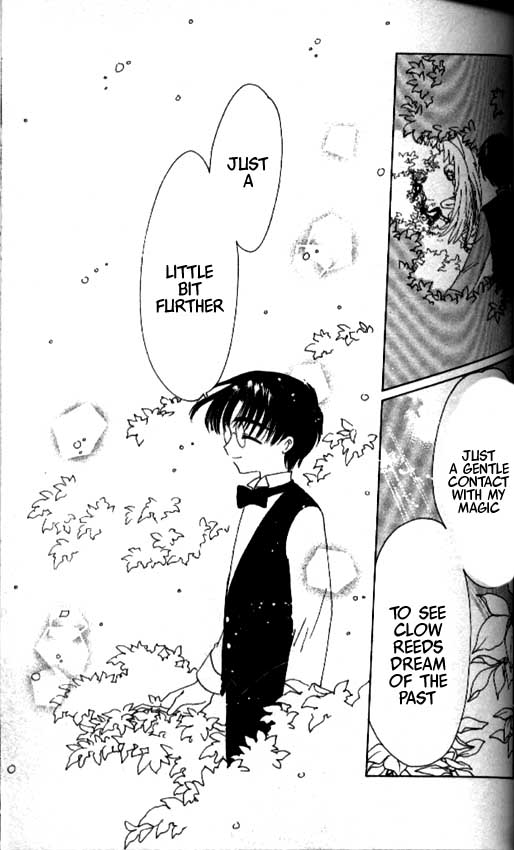 JUST
A GENTLE
CONTACT
WITH MY
MAGIC
TO SEE
CLOW
REEDS
DREAM
OF THE
PAST
JUST
A
LITTLE
BIT
FURTHER